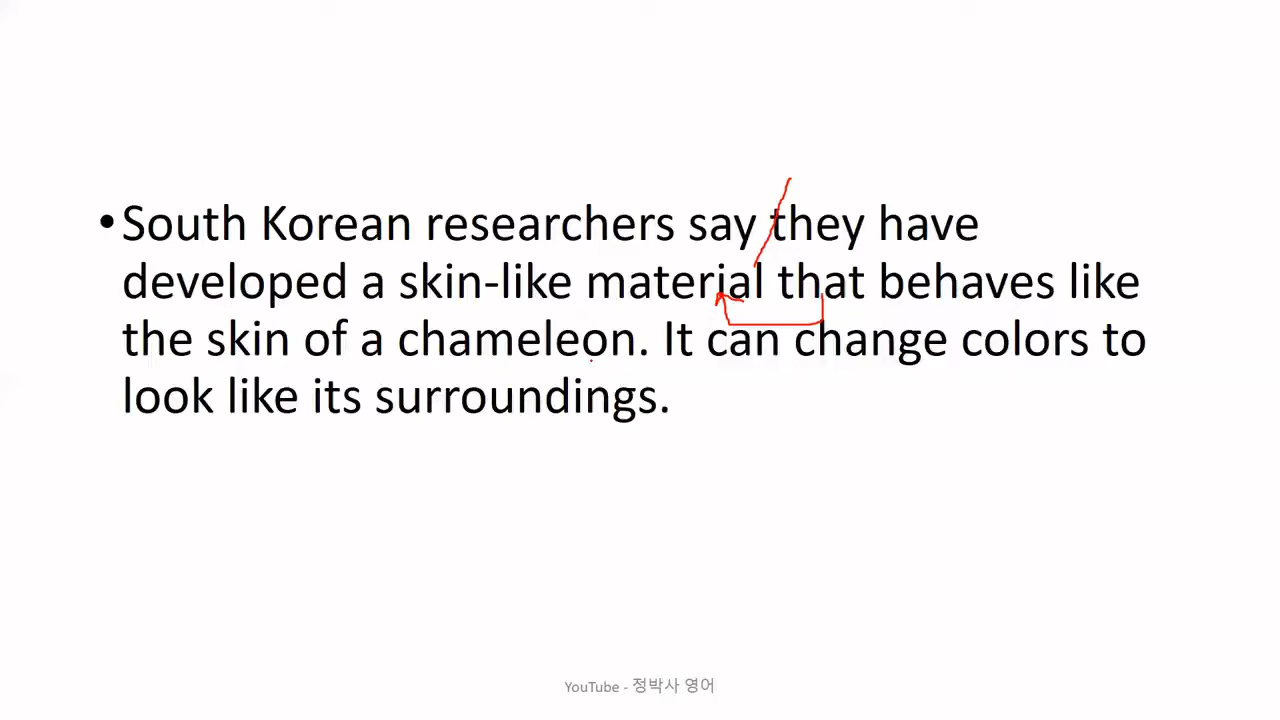 •South Korean researchers say they have
developed a skin-like material that behaves like
the skin of a chameleon. It can change colors to
look like its surroundings.
YouTube - 정박사 영어